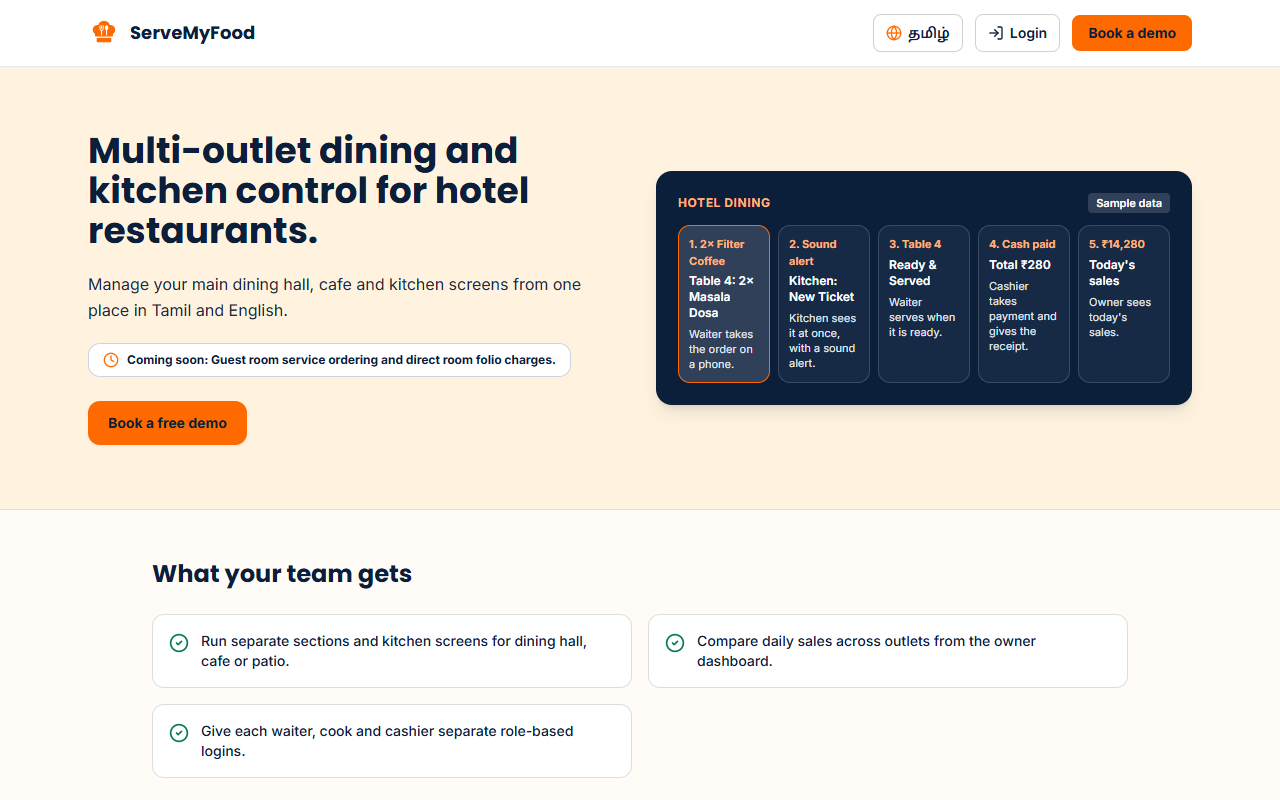 ServeMyFood
தமிழ்
Login
Book a demo
Multi-outlet dining and
kitchen control for hotel
restaurants.
Manage your main dining hall, cafe and kitchen screens from one
place in Tamil and English.
Coming soon: Guest room service ordering and direct room folio charges.
Book a free demo
HOTEL DINING
Sample data
1. 2× Filter
Coffee
Table 4: 2×
Masala
Dosa
Waiter takes
the order on
a phone.
2. Sound
alert
Kitchen:
New Ticket
Kitchen sees
it at once,
with a sound
alert.
3. Table 4
Ready &
Served
Waiter
serves when
it is ready.
4. Cash paid
Total ₹280
Cashier
takes
payment and
gives the
receipt.
5. ₹14,280
Today's
sales
Owner sees
today's
sales.
What your team gets
Run separate sections and kitchen screens for dining hall,
cafe or patio.
Compare daily sales across outlets from the owner
dashboard.
Give each waiter, cook and cashier separate role-based
logins.